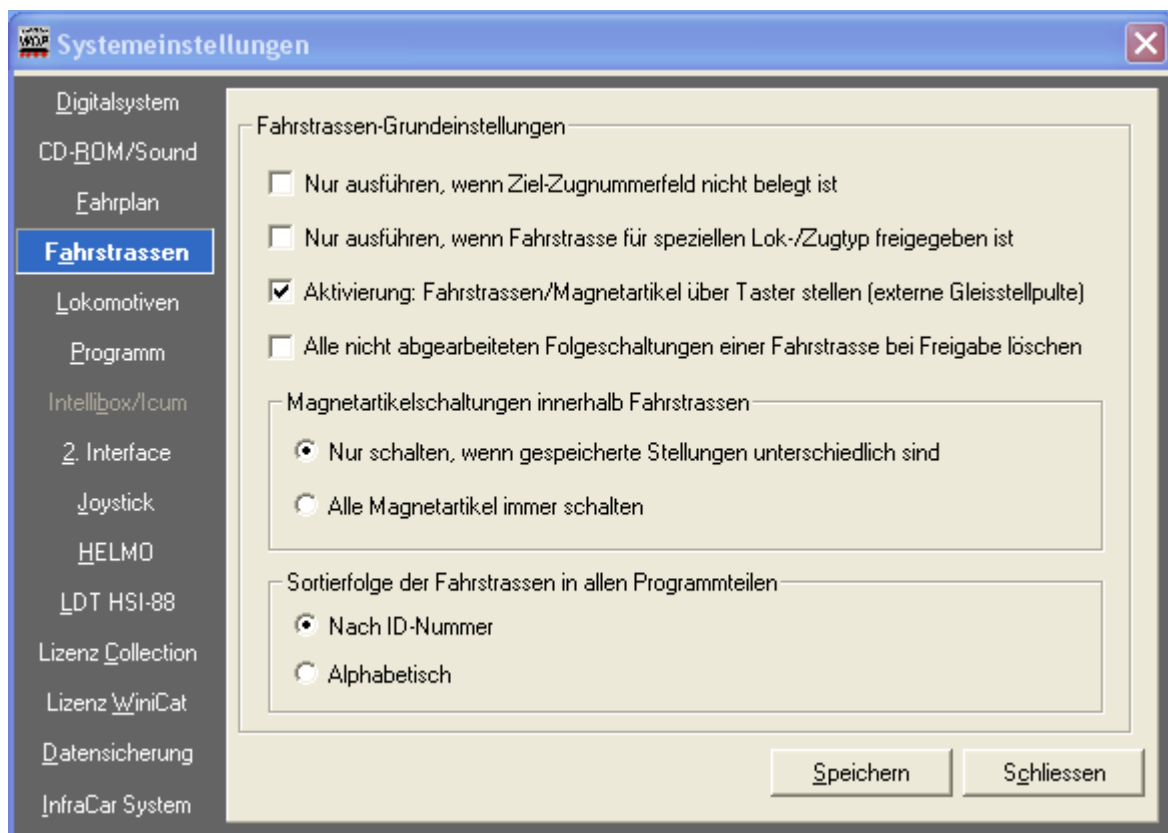 Systemeinstellungen
Digitalsystem
CD-ROM/Sound
Fahrplan
Fahrstrassen
Lokomotiven
Programm
Intellibox/Icum
2. Interface
Joystick
HELMO
LDT HSI-88
Lizenz Collection
Lizenz WiniCat
Datensicherung
InfraCar System
Fahrstrassen-Grundeinstellungen
Nur ausführen, wenn Ziel-Zugnummerfeld nicht belegt ist
Nur ausführen, wenn Fahrstrasse für speziellen Lok-/Zugtyp freigegeben ist
Aktivierung: Fahrstrassen/Magnetartikel über Taster stellen (externe Gleisstellpulte)
Alle nicht abgearbeiteten Folgeschaltungen einer Fahrstrasse bei Freigabe löschen
Magnetartikelschaltungen innerhalb Fahrstrassen
Nur schalten, wenn gespeicherte Stellungen unterschiedlich sind
Alle Magnetartikel immer schalten
Sortierfolge der Fahrstrassen in allen Programmteilen
Nach ID-Nummer
Alphabetisch
Speichern
Schliessen